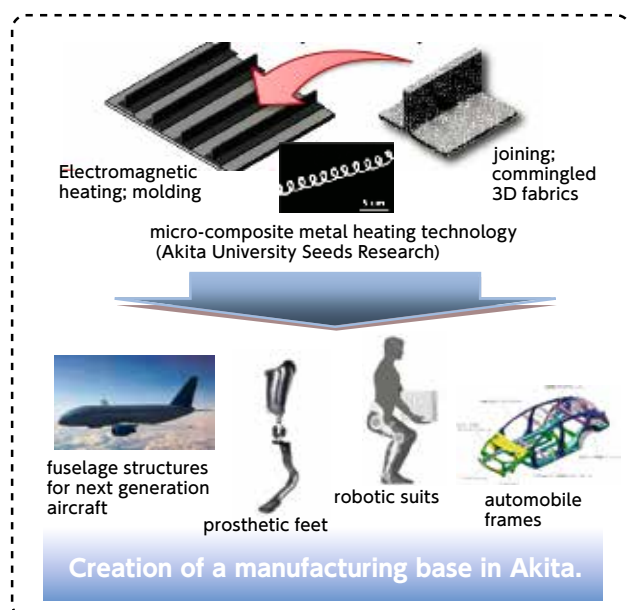 Electromagnetic
heating; molding
joining;
commingled
3D fabrics
micro-composite metal heating technology
(Akita University Seeds Research)
fuselage structures
for next generation
aircraft
prosthetic feet
robotic suits
automobile
frames
Creation of a manufacturing base in Akita.